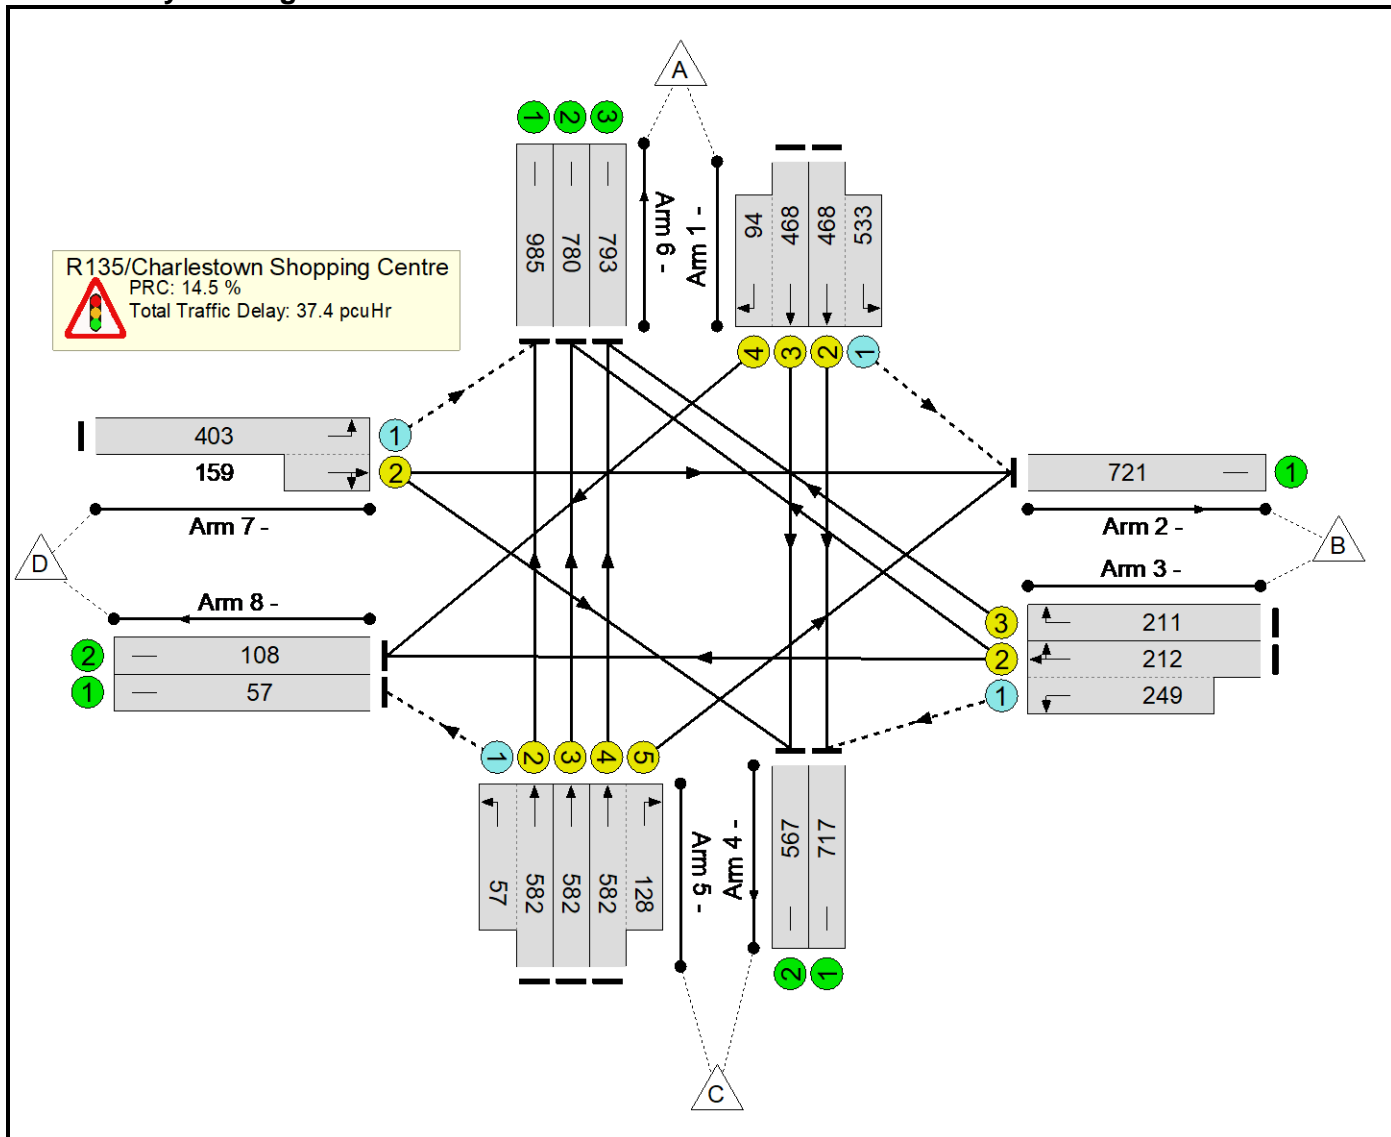 A
1 2 3
985 780 793
Arm 6 -
Arm 1 -
94 468 468 533
4 3 2 1
R135/Charlestown Shopping Centre
PRC: 14.5 %
Total Traffic Delay: 37.4 pcuHr
403 1
159 2
Arm 7 -
D
Arm 8 -
2 108
1 57
721 1
Arm 2 -
B
Arm 3 -
3 211
2 212
1 249
1 2 3 4 5
57 582 582 582 128
Arm 5 -
Arm 4 -
567 717
2 1
C